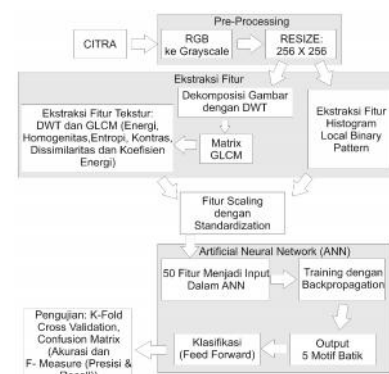 Pre-Processing
CITRA
RGB
ke Grayscale
RESIZE:
256 X 256
Ekstraksi Fitur
Dekomposisi Gambar
dengan DWT
Ekstraksi Fitur Tekstur:
DWT dan GLCM (Energi,
Homogenitas,Entropi, Kontras,
Dissimilaritas dan Koefisien
Energi)
Matrix
GLCM
Ekstraksi Fitur
Histogram
Local Binary
Pattern
Fitur Scaling
dengan
Standardization
Artificial Neural Network (ANN)
50 Fitur Menjadi Input
Dalam ANN
Training dengan
Backpropagation
Pengujian: K-Fold
Cross Validation,
Confusion Matrix
(Akurasi dan
F- Measure (Presisi &
Recall))
Klasifikasi
(Feed Forward)
Output
5 Motif Batik